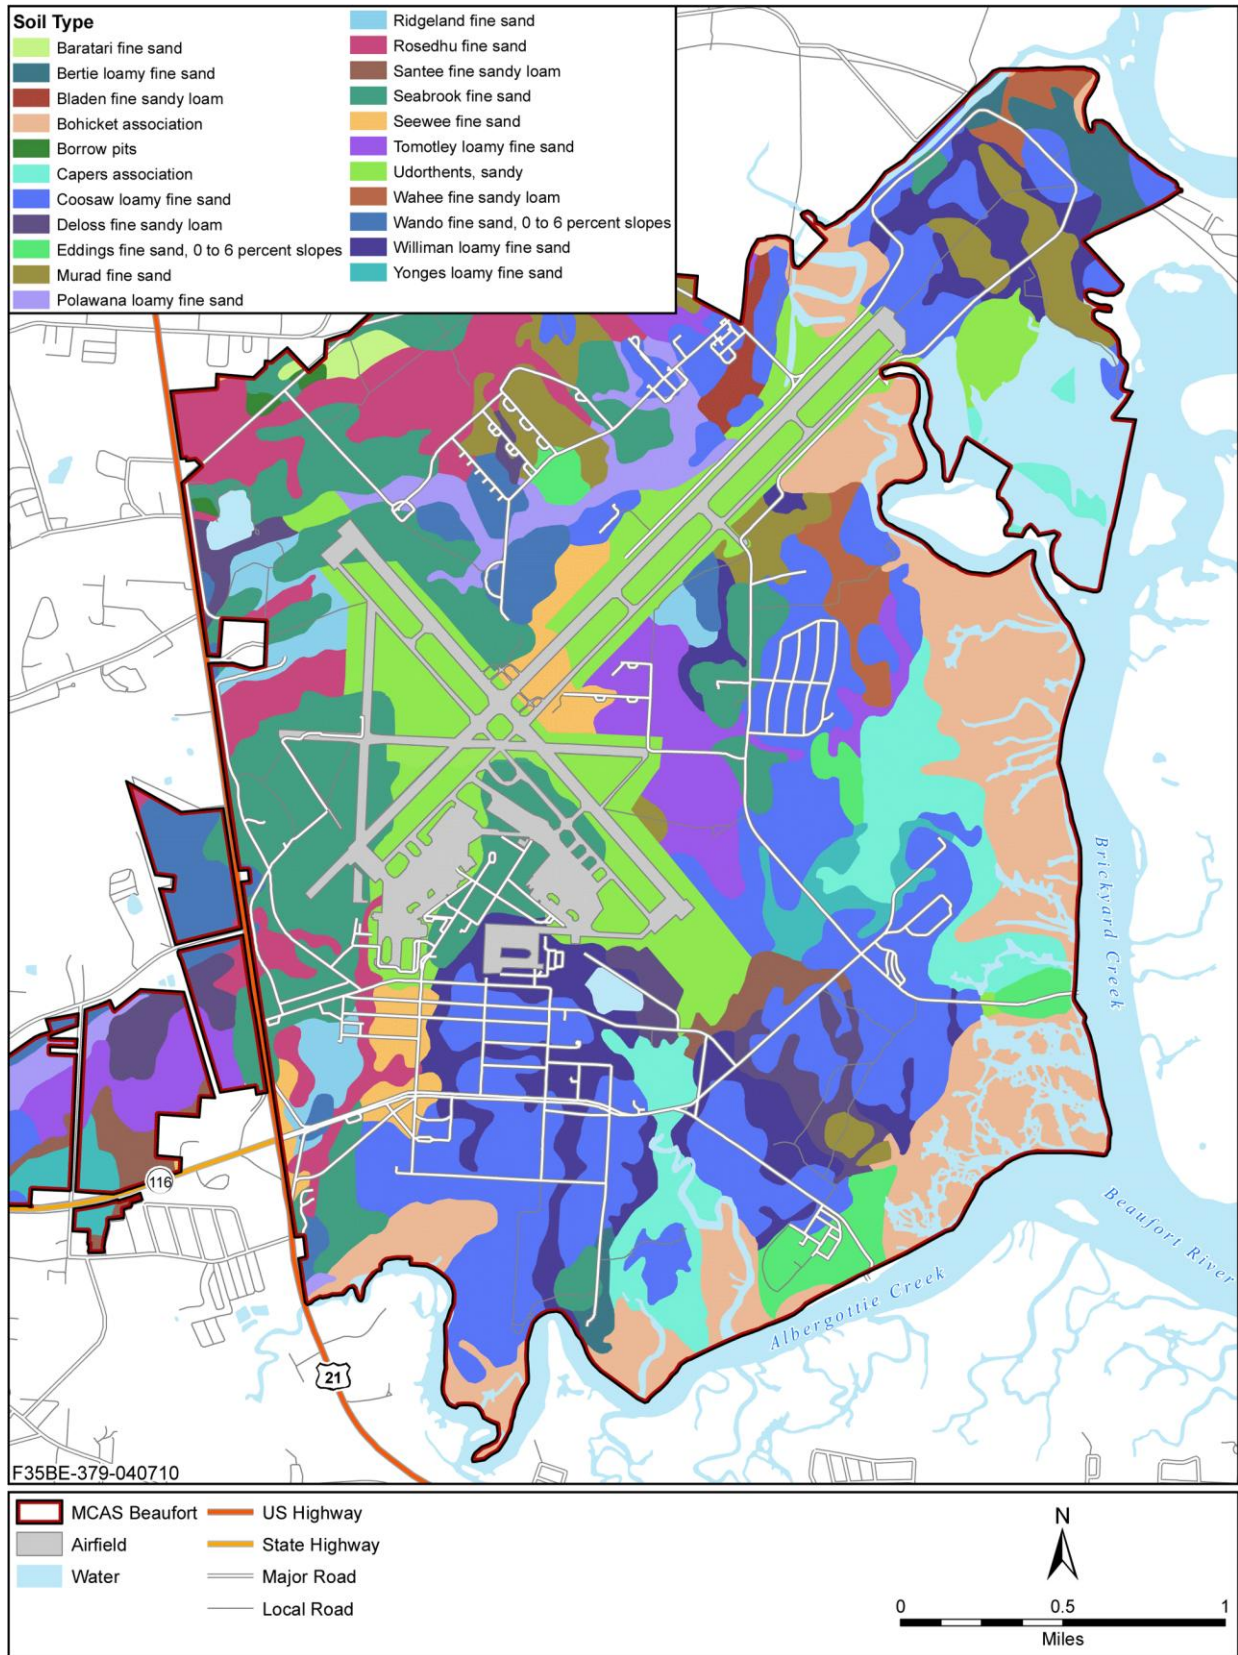 Soil Type
Baratari fine sand
Bertie loamy fine sand
Bladen fine sandy loam
Bohicket association
Borrow pits
Capers association
Coosaw loamy fine sand
Deloss fine sandy loam
Eddings fine sand, 0 to 6 percent slopes
Murad fine sand
Polawana loamy fine sand
Ridgeland fine sand
Rosedhu fine sand
Santee fine sandy loam
Seabrook fine sand
Seewee fine sand
Tomotley loamy fine sand
Udorthents, sandy
Wahee fine sandy loam
Wando fine sand, 0 to 6 percent slopes
Williman loamy fine sand
Yonges loamy fine sand
Brickyard Creek
116
Beaufort River
Albergottie Creek
21
F35BE-379-040710
MCAS Beaufort
Airfield
Water
US Highway
State Highway
Major Road
Local Road
N
0 0.5 1
Miles